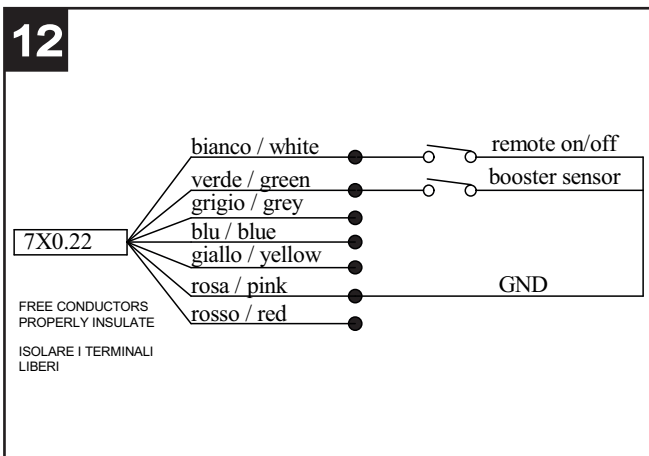 12
bianco / white
remote on/off
verde / green
booster sensor
grigio / grey
7X0.22
blu / blue
giallo / yellow
rosa / pink
GND
rosso / red
FREE CONDUCTORS
PROPERLY INSULATE
ISOLARE I TERMINALI
LIBERI